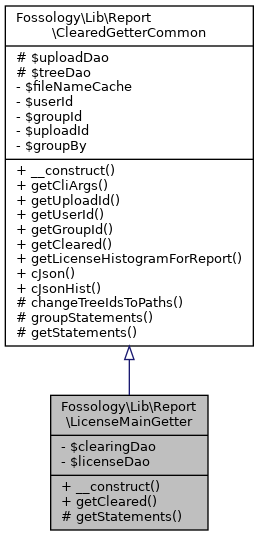 Fossology\Lib\Report
\ClearedGetterCommon
# $uploadDao
# $treeDao
- $fileNameCache
- $userId
- $groupId
- $uploadId
- $groupBy
+ __construct()
+ getCliArgs()
+ getUploadId()
+ getUserId()
+ getGroupId()
+ getCleared()
+ getLicenseHistogramForReport()
+ cJson()
+ cJsonHist()
# changeTreeIdsToPaths()
# groupStatements()
# getStatements()
Fossology\Lib\Report
\LicenseMainGetter
- $clearingDao
- $licenseDao
+ __construct()
+ getCleared()
# getStatements()